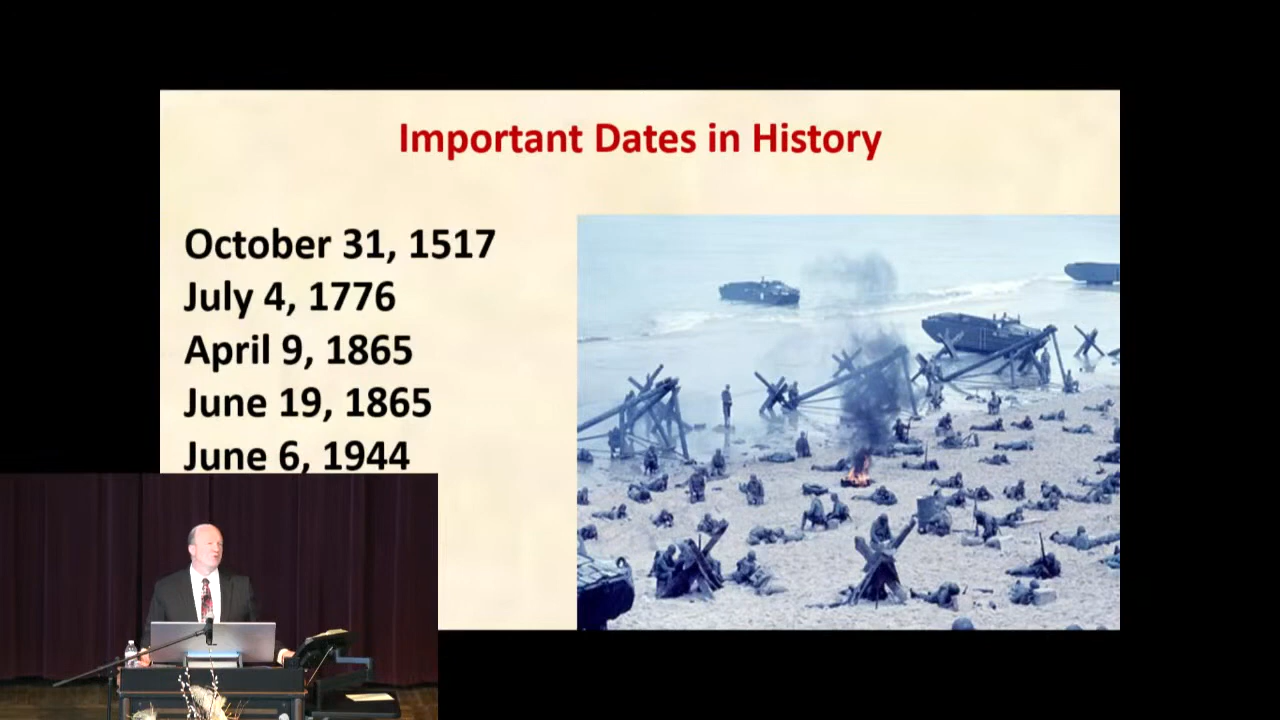 Important Dates in History
October 31, 1517
July 4, 1776
April 9, 1865
June 19, 1865
June 6, 1944